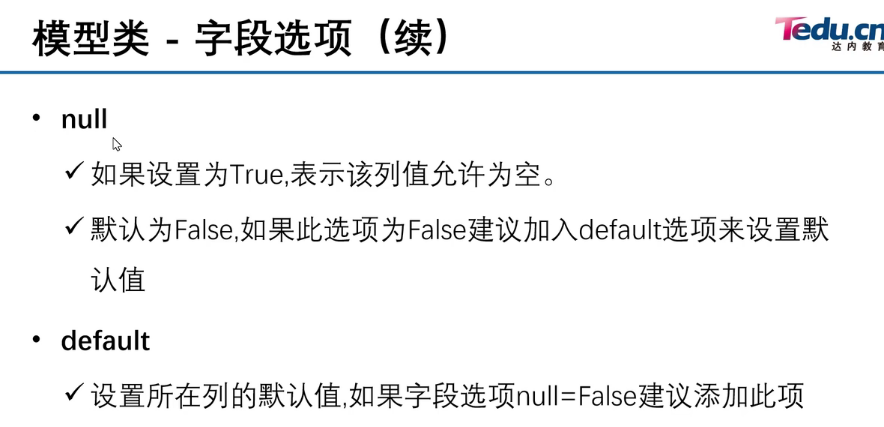 模型类 - 字段选项（续）
Tedu.cn
达内教育
• null
✓如果设置为True,表示该列值允许为空。
✓默认为False,如果此选项为False建议加入default选项来设置默
认值
• default
✓设置所在列的默认值,如果字段选项null=False建议添加此项